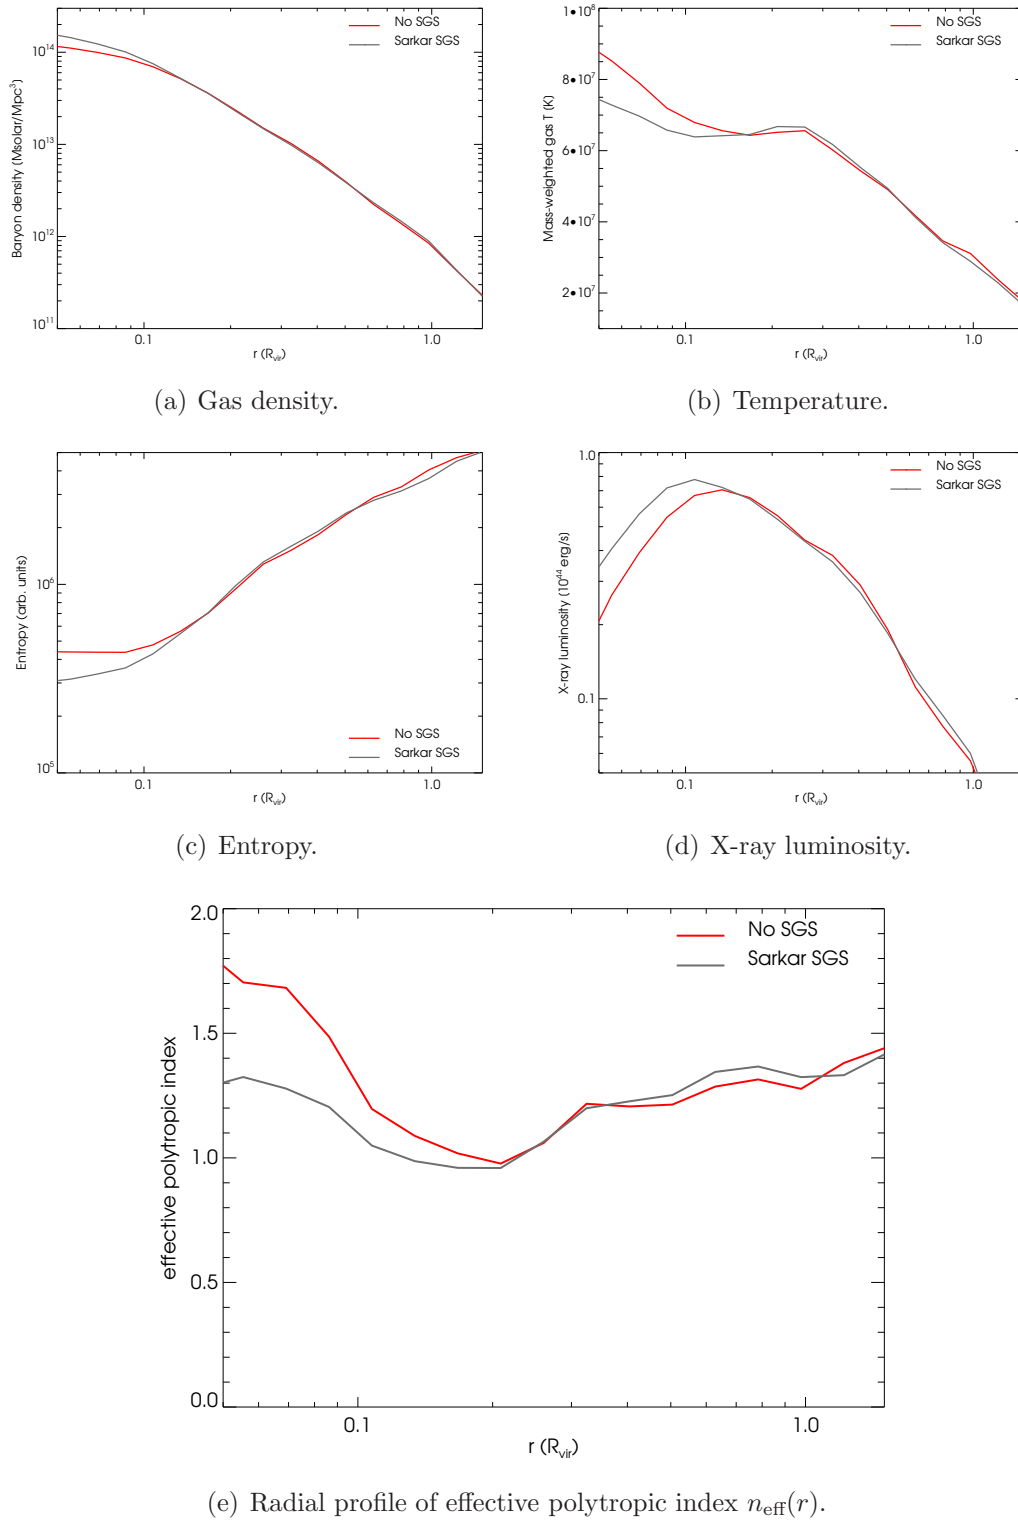 No SGS
Sarkar SGS
10^14
10^13
10^12
10^11
Baryon density (Msolar/Mpc^3)
0.1
1.0
r (R_vir)
(a) Gas density.
No SGS
Sarkar SGS
1•10^8
8•10^7
6•10^7
4•10^7
2•10^7
Mass-weighted gas T (K)
0.1
1.0
r (R_vir)
(b) Temperature.
10^6
10^5
Entropy (arb. units)
No SGS
Sarkar SGS
0.1
1.0
r (R_vir)
(c) Entropy.
1.0
0.1
X-ray luminosity (10^44 erg/s)
No SGS
Sarkar SGS
0.1
1.0
r (R_vir)
(d) X-ray luminosity.
2.0
1.5
1.0
0.5
0.0
effective polytropic index
No SGS
Sarkar SGS
0.1
1.0
r (R_vir)
(e) Radial profile of effective polytropic index n_eff(r).